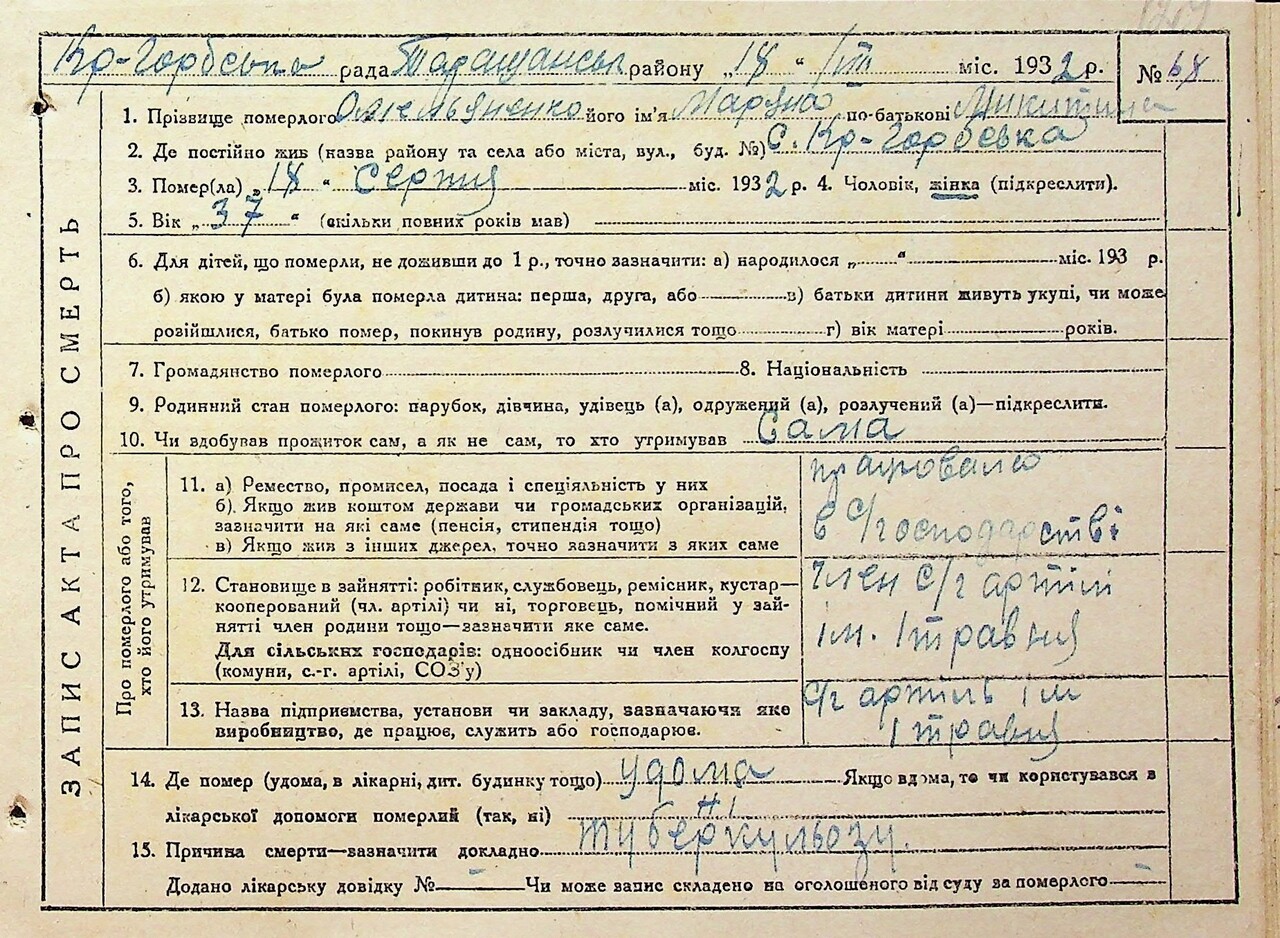 Кр-Горбська рада Таращанськ району „18“ /ІІІ міс. 1932 р. № 68
1. Прізвище померлого Омельяненко його ім'я Марина по-батькові Микитина
2. Де постійно жив (назва району та села або міста, вул., буд. №) С. Кр-Горбська
3. Помер(ла) „18“ Серпня міс. 1932 р. 4. Чоловік, жінка (підкреслити).
5. Вік „37“ (скільки повних років мав)
6. Для дітей, що померли, не доживши до 1 р., точно зазначити: а) народилося „ “ міс. 193 р.
б) якою у матері була померла дитина: перша, друга, або в) батьки дитини живуть укупі, чи може
розійшлися, батько помер, покинув родину, розлучилися тощо г) вік матері років.
7. Громадянство померлого 8. Національність
9. Родинний стан померлого: парубок, дівчина, удівець (а), одружений (а), розлучений (а)—підкреслити.
10. Чи здобував прожиток сам, а як не сам, то хто утримував Сама
ЗАПИС АКТА ПРО СМЕРТЬ
Про померлого або того,
хто його утримував
11. а) Ремество, промисел, посада і спеціяльність у них
б). Якщо жив коштом держави чи громадських організацій,
зазначити на які саме (пенсія, стипендія тощо)
в) Якщо жив з інших джерел, точно зазначити з яких саме
працювала
в с/господарстві
12. Становище в зайнятті: робітник, службовець, ремісник, кустар—
кооперований (чл. артілі) чи ні, торговець, помічний у зай-
нятті член родини тощо—зазначити яке саме.
Для сільських господарів: одноосібник чи член колгоспу
(комуни, с.-г. артілі, СОЗ'у)
член с/г артілі
ім. 1 травня
13. Назва підприємства, установи чи закладу, зазначаючи яке
виробництво, де працює, служить або господарює.
с/г артіль ім
1 травня
14. Де помер (удома, в лікарні, дит. будинку тощо) удома Якщо вдома, то чи користувався в
лікарської допомоги померлий (так, ні) ні
15. Причина смерти—зазначити докладно туберкульозу.
Додано лікарську довідку № Чи може запис складено на оголошеного від суду за померлого